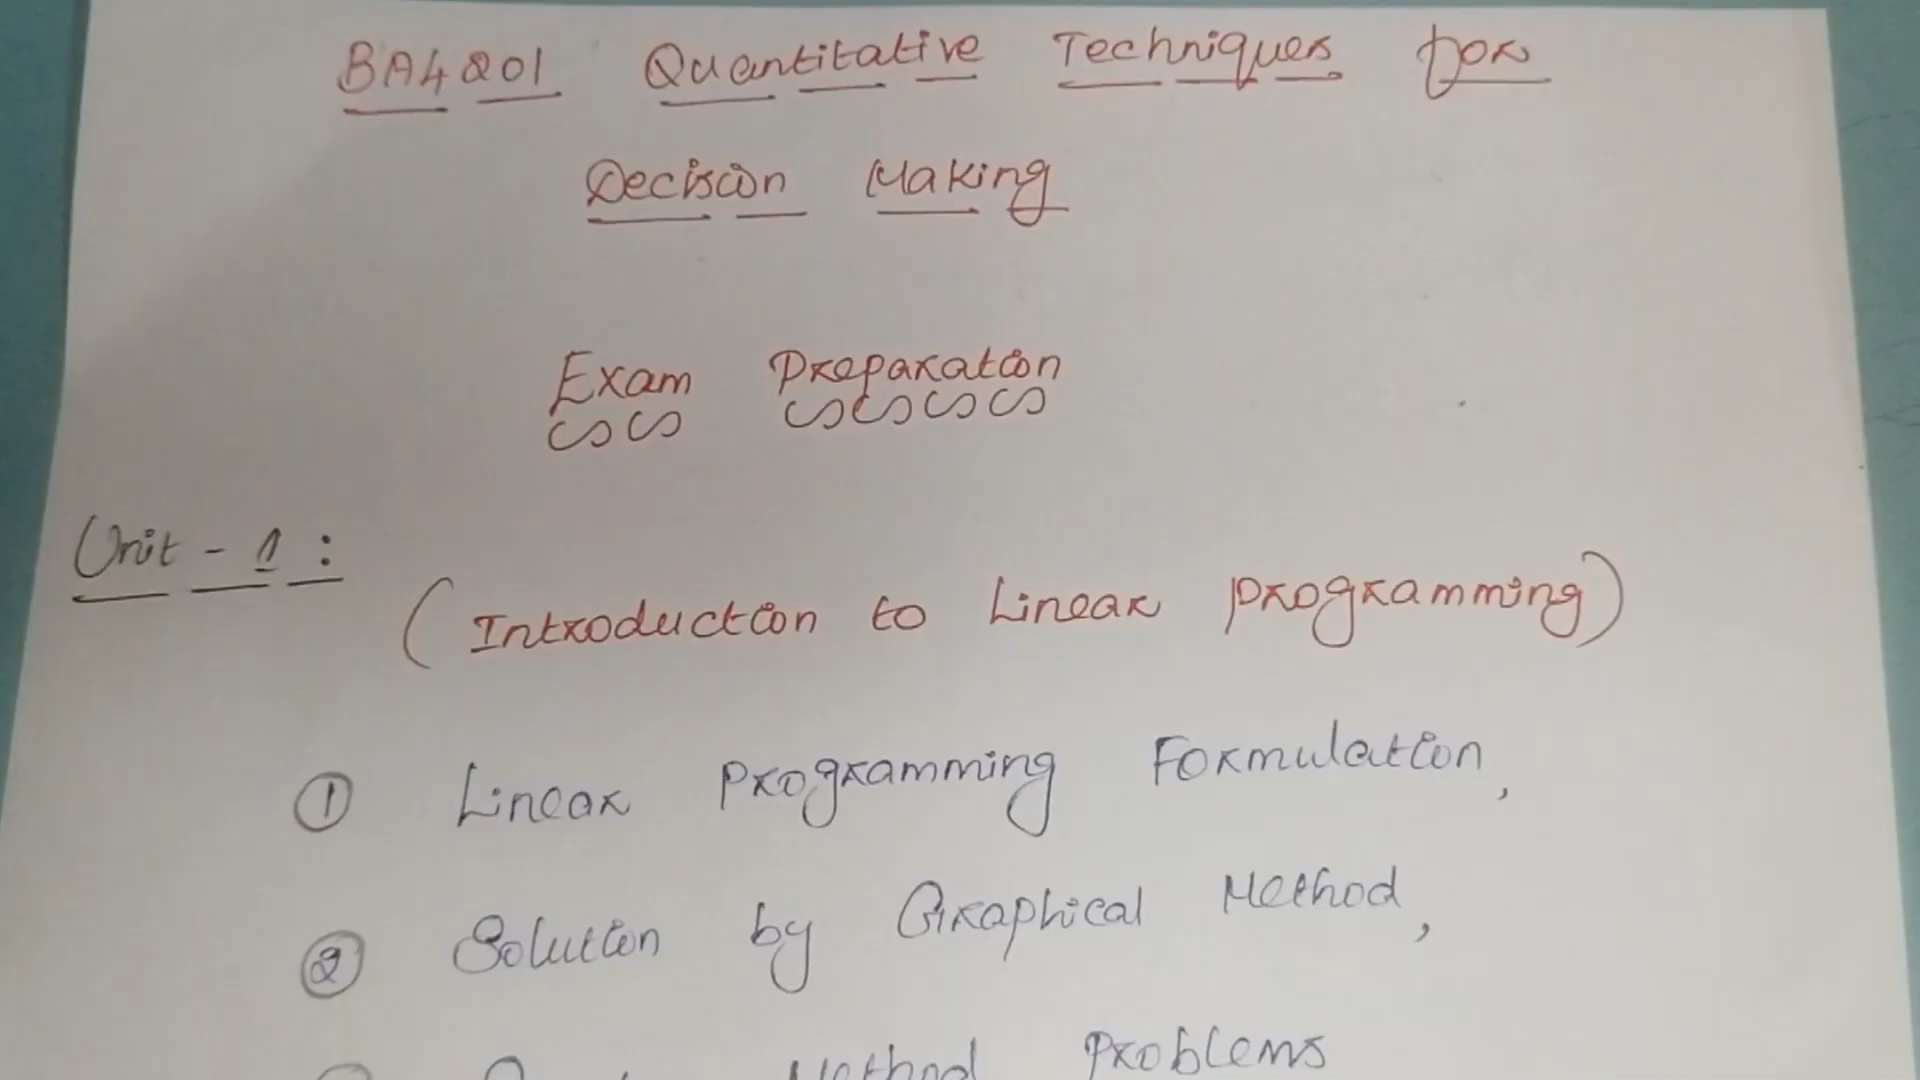 BA4201 Quantitative Techniques for
Decision Making
Exam Preparation
Unit - 1 :
(Introduction to Linear programming)
① Linear Programming Formulation,
② Solution by Graphical Method,
Method Problems